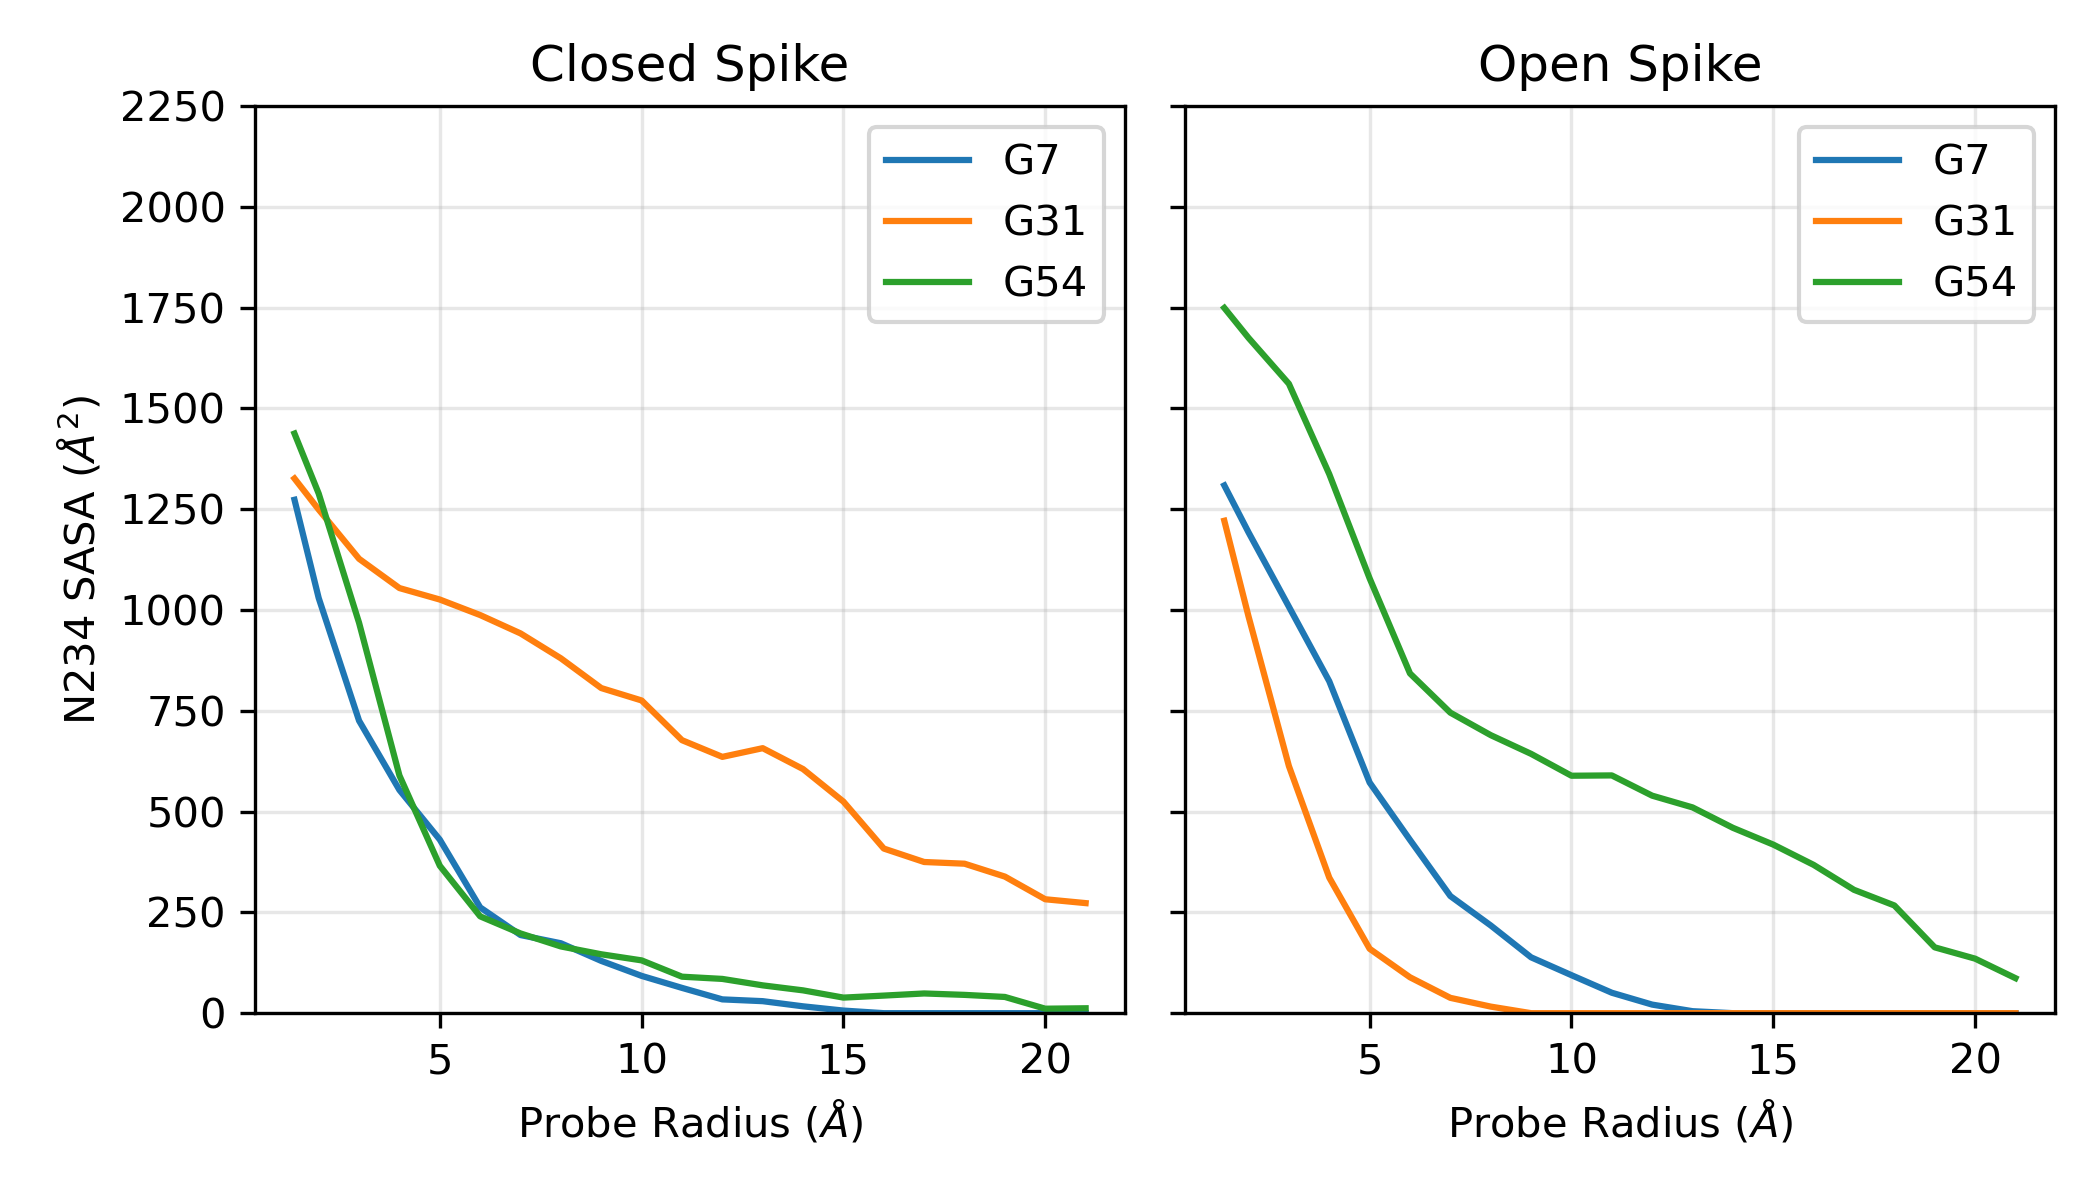 Closed Spike
Open Spike
2250
2000
1750
1500
1250
1000
750
500
250
0
N234 SASA (Å²)
G7
G31
G54
G7
G31
G54
5 10 15 20
5 10 15 20
Probe Radius (Å)
Probe Radius (Å)